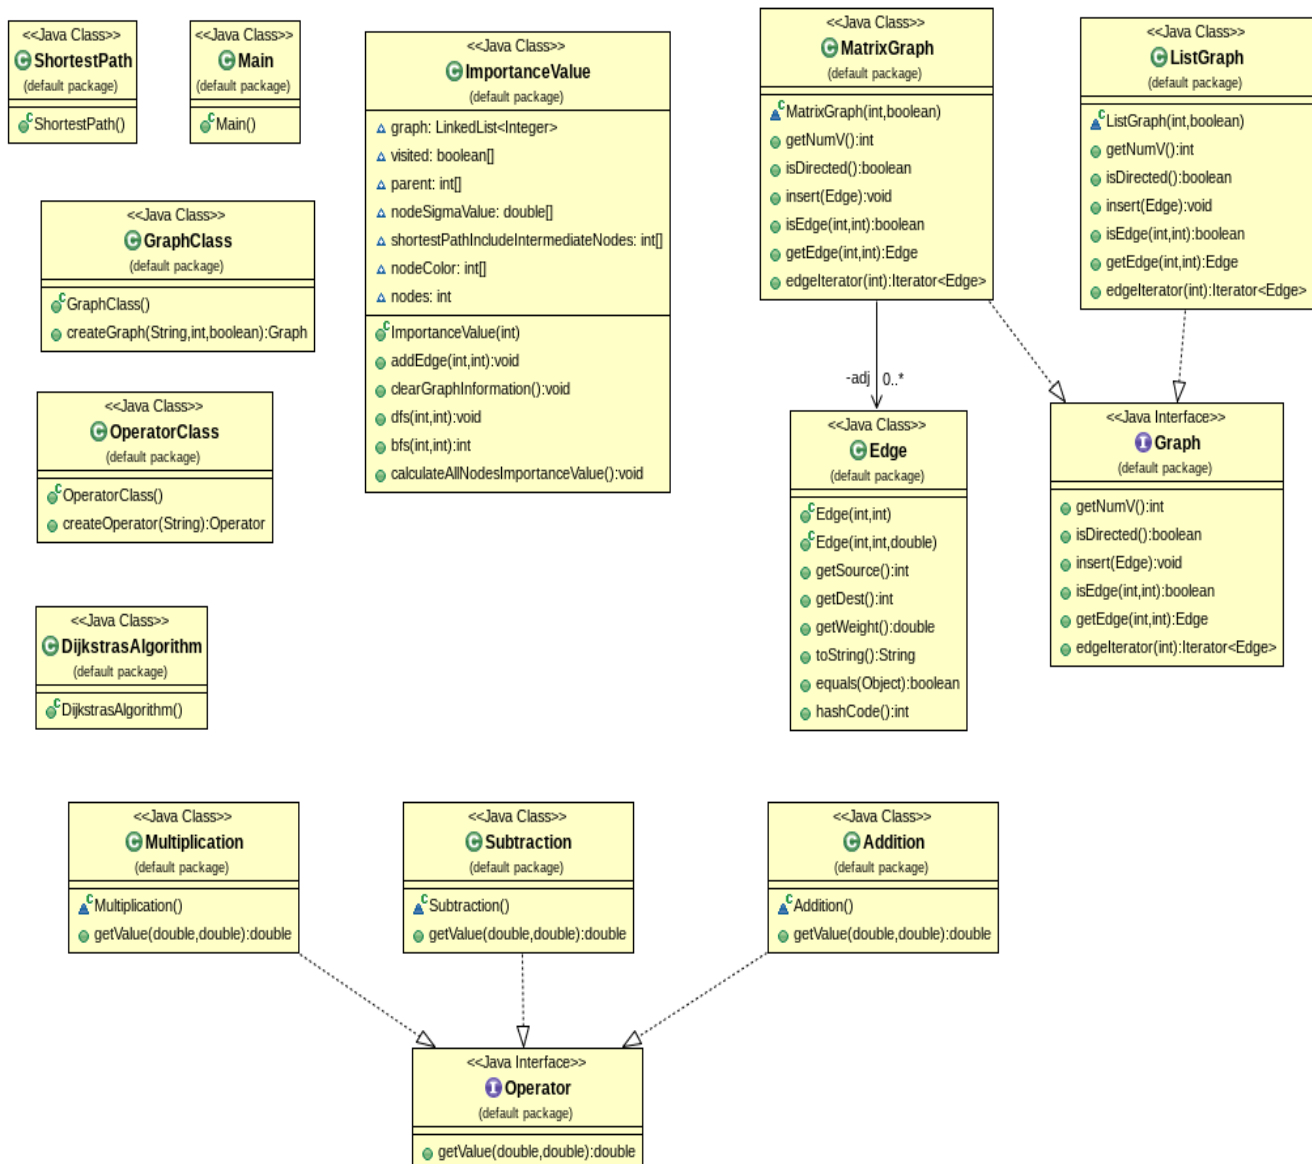 <<Java Class>>
ShortestPath
(default package)
ShortestPath()
<<Java Class>>
Main
(default package)
Main()
<<Java Class>>
ImportanceValue
(default package)
graph: LinkedList<Integer>
visited: boolean[]
parent: int[]
nodeSigmaValue: double[]
shortestPathIncludeIntermediateNodes: int[]
nodeColor: int[]
nodes: int
ImportanceValue(int)
addEdge(int,int):void
clearGraphInformation():void
dfs(int,int):void
bfs(int,int):int
calculateAllNodesImportanceValue():void
<<Java Class>>
MatrixGraph
(default package)
MatrixGraph(int,boolean)
getNumV():int
isDirected():boolean
insert(Edge):void
isEdge(int,int):boolean
getEdge(int,int):Edge
edgeIterator(int):Iterator<Edge>
<<Java Class>>
ListGraph
(default package)
ListGraph(int,boolean)
getNumV():int
isDirected():boolean
insert(Edge):void
isEdge(int,int):boolean
getEdge(int,int):Edge
edgeIterator(int):Iterator<Edge>
<<Java Class>>
GraphClass
(default package)
GraphClass()
createGraph(String,int,boolean):Graph
<<Java Class>>
OperatorClass
(default package)
OperatorClass()
createOperator(String):Operator
-adj 0..*
<<Java Class>>
Edge
(default package)
Edge(int,int)
Edge(int,int,double)
getSource():int
getDest():int
getWeight():double
toString():String
equals(Object):boolean
hashCode():int
<<Java Interface>>
Graph
(default package)
getNumV():int
isDirected():boolean
insert(Edge):void
isEdge(int,int):boolean
getEdge(int,int):Edge
edgeIterator(int):Iterator<Edge>
<<Java Class>>
DijkstrasAlgorithm
(default package)
DijkstrasAlgorithm()
<<Java Class>>
Multiplication
(default package)
Multiplication()
getValue(double,double):double
<<Java Class>>
Subtraction
(default package)
Subtraction()
getValue(double,double):double
<<Java Class>>
Addition
(default package)
Addition()
getValue(double,double):double
<<Java Interface>>
Operator
(default package)
getValue(double,double):double